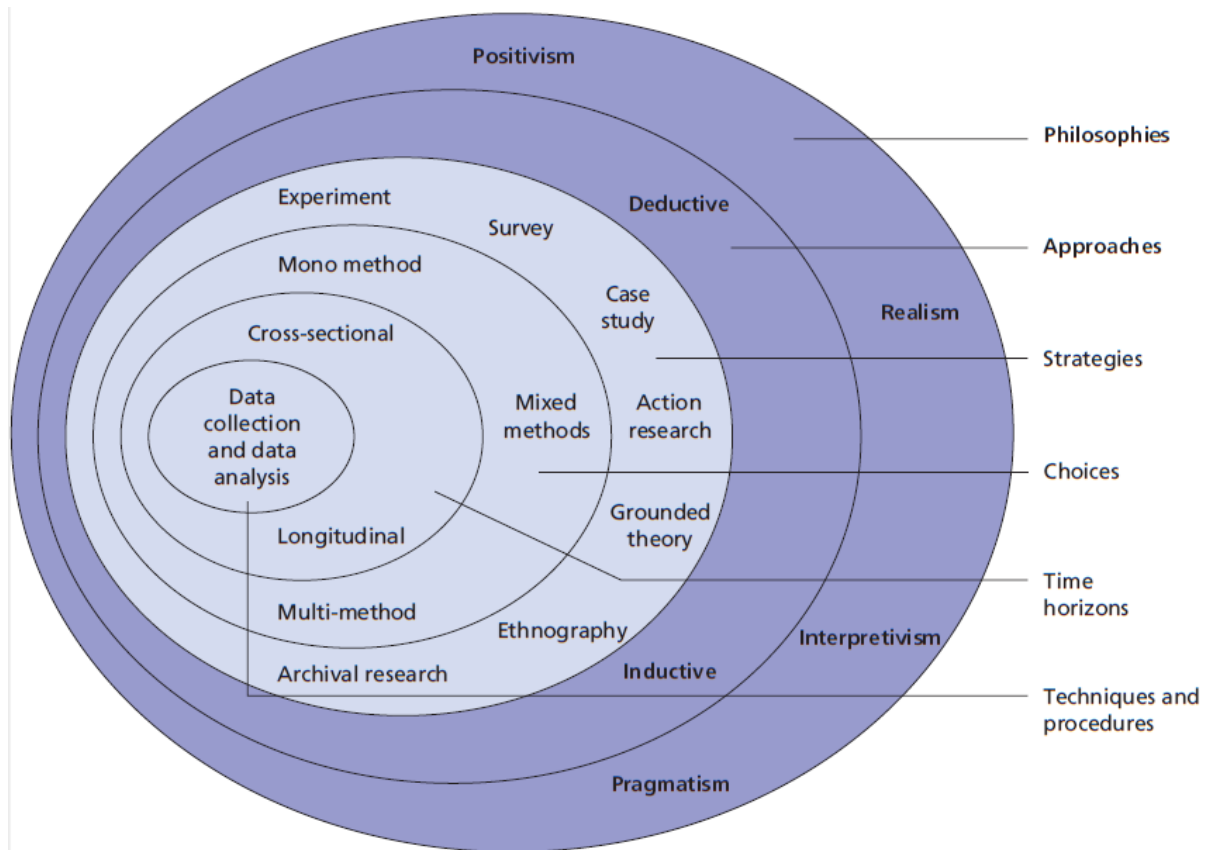 Positivism
Philosophies
Experiment
Deductive
Survey
Approaches
Mono method
Case
study
Realism
Cross-sectional
Strategies
Data
collection
and data
analysis
Mixed
methods
Action
research
Choices
Grounded
theory
Longitudinal
Time
horizons
Multi-method
Ethnography
Interpretivism
Archival research
Inductive
Techniques and
procedures
Pragmatism